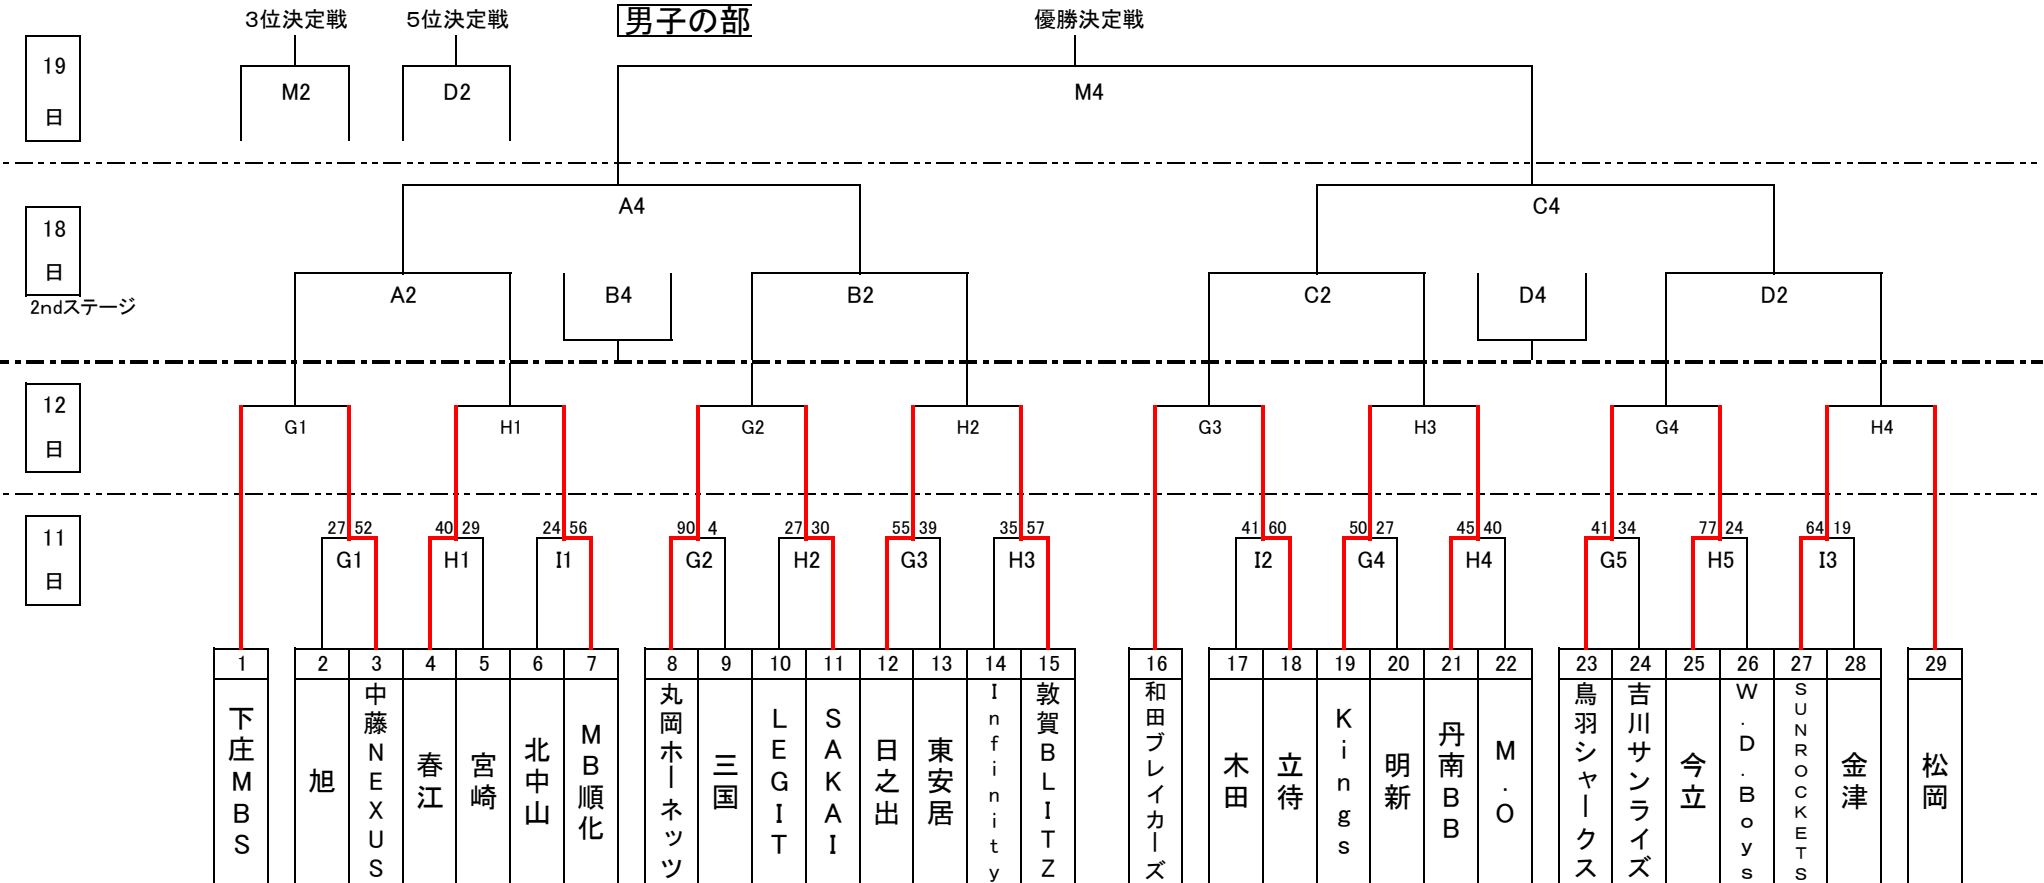 3位決定戦 5位決定戦 男子の部 優勝決定戦
19日
M2 D2 M4
18日
A4 C4
A2 B4 B2 C2 D4 D2
2ndステージ
12日
G1 H1 G2 H2 G3 H3 G4 H4
11日
27 52 40 29 24 56 90 4 27 30 55 39 35 57 41 60 50 27 45 40 41 34 77 24 64 19
G1 H1 I1 G2 H2 G3 H3 I2 G4 H4 G5 H5 I3
1 2 3 4 5 6 7 8 9 10 11 12 13 14 15 16 17 18 19 20 21 22 23 24 25 26 27 28 29
下庄MBS
旭
中藤NEXUS
春江
宮崎
北中山
MB順化
丸岡ホーネッツ
三国
LEGIT
SAKAI
日之出
東安居
Infinity
敦賀BLITZ
和田ブレイカーズ
木田
立待
Kings
明新
丹南BB
M.O
鳥羽シャークス
吉川サンライズ
今立
W.D.Boys
SUNROCKETS
金津
松岡